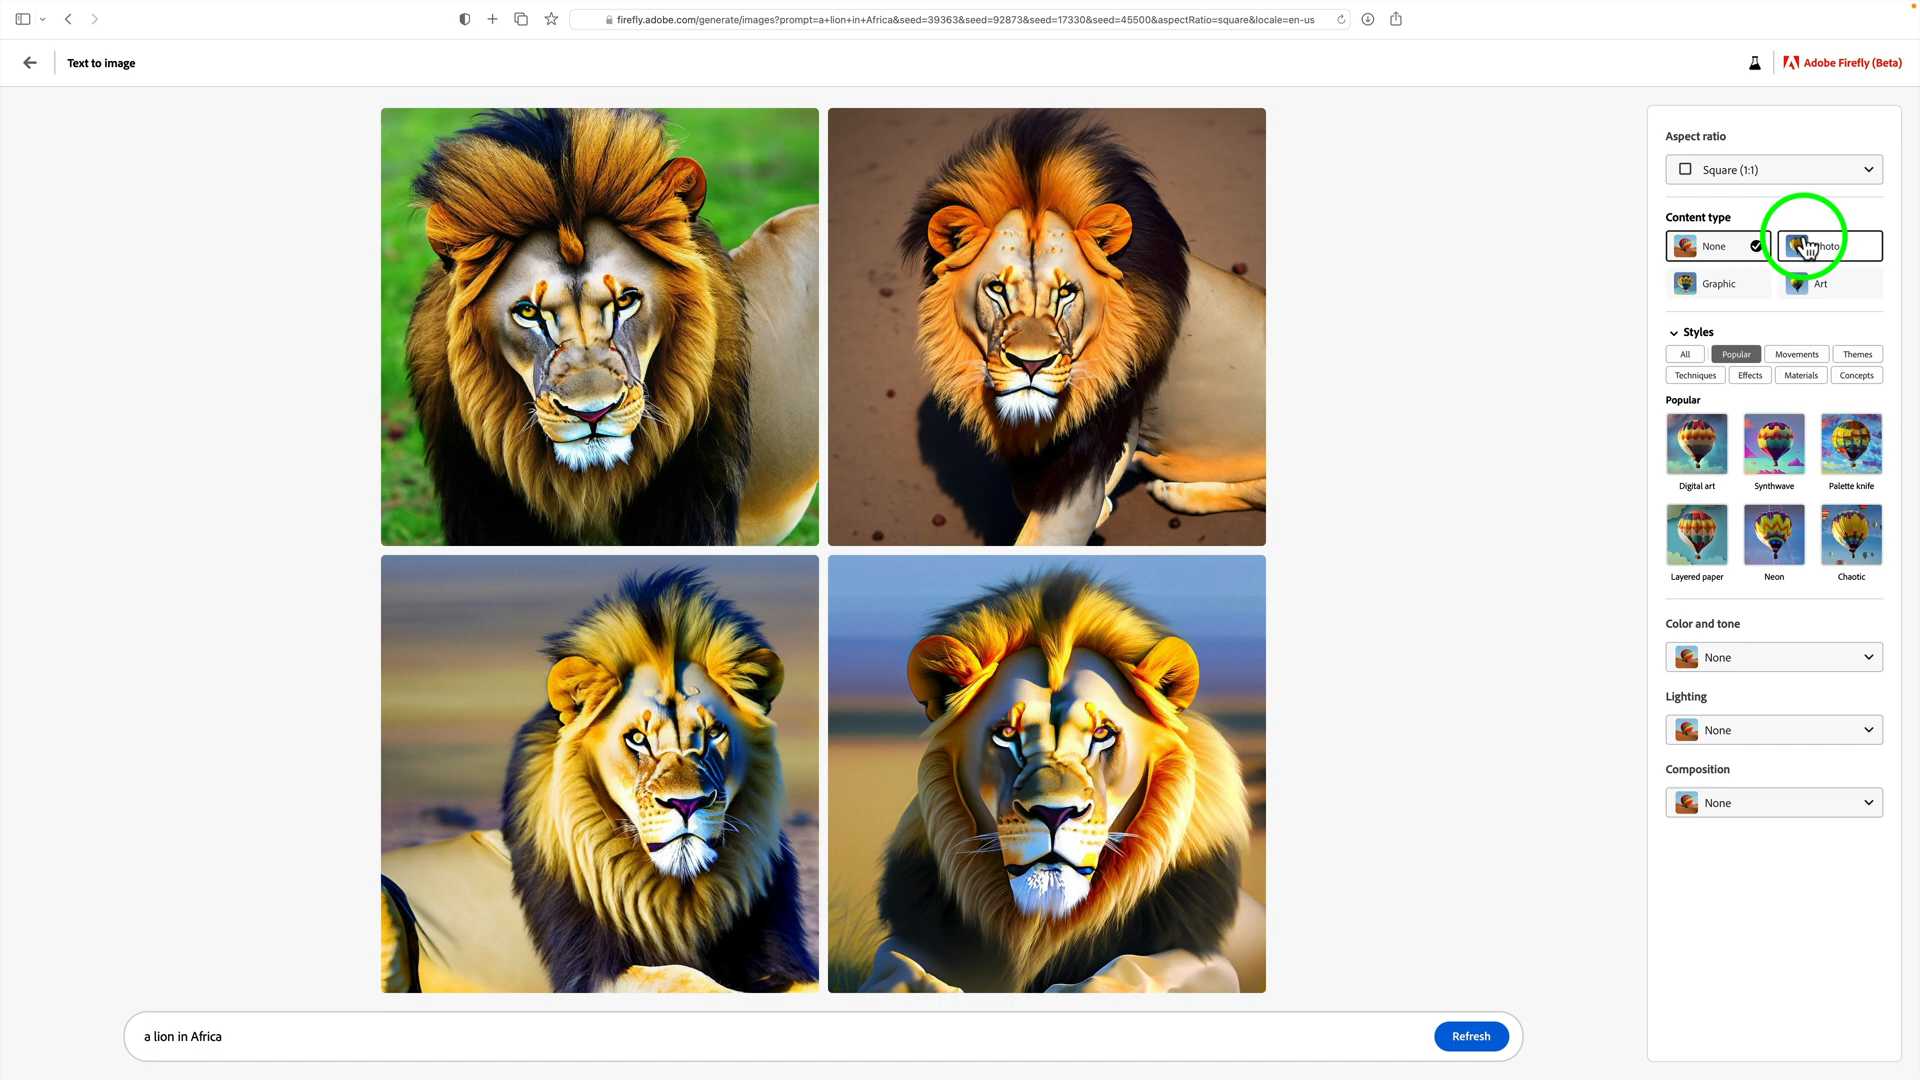 firefly.adobe.com/generate/images?prompt=a+lion+in+Africa&seed=39363&seed=92873&seed=17330&seed=45500&aspectRatio=square&locale=en-us
Text to image
Adobe Firefly (Beta)
Aspect ratio
Square (1:1)
Content type
None
Graphic
Art
Styles
All
Popular
Movements
Themes
Techniques
Effects
Materials
Concepts
Popular
Digital art
Synthwave
Palette knife
Layered paper
Neon
Chaotic
Color and tone
None
Lighting
None
Composition
None
a lion in Africa
Refresh